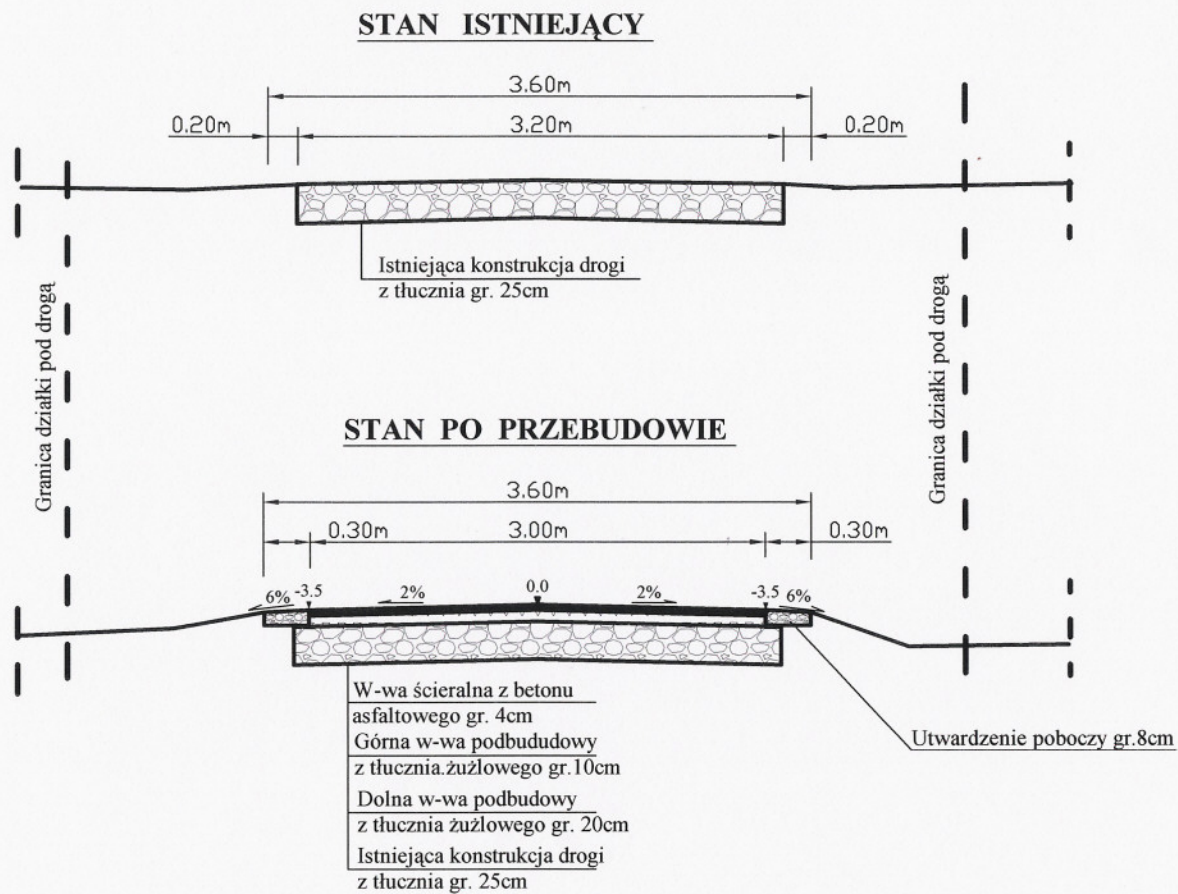 STAN ISTNIEJĄCY
3.60m
0.20m 3.20m 0.20m
Istniejąca konstrukcja drogi
z tłucznia gr. 25cm
Granica działki pod drogą
Granica działki pod drogą
STAN PO PRZEBUDOWIE
3.60m
0.30m 3.00m 0.30m
6% -3.5 2% 0.0 2% -3.5 6%
W-wa ścieralna z betonu
asfaltowego gr. 4cm
Górna w-wa podbududowy
z tłucznia.żużlowego gr.10cm
Dolna w-wa podbudowy
z tłucznia żużlowego gr. 20cm
Istniejąca konstrukcja drogi
z tłucznia gr. 25cm
Utwardzenie poboczy gr.8cm